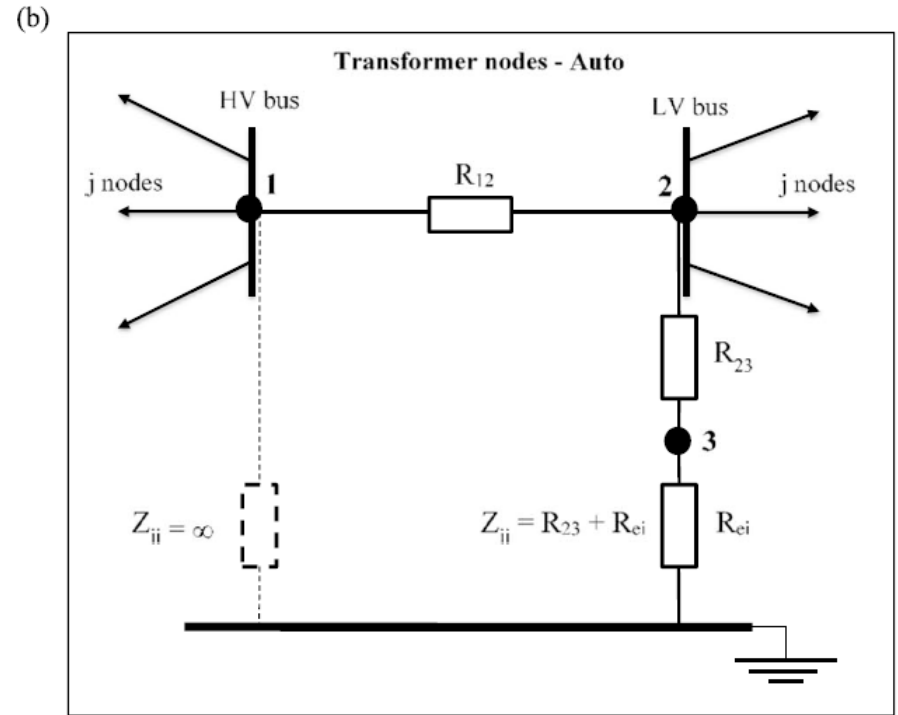 (b)
Transformer nodes - Auto
HV bus
LV bus
j nodes
1
R₁₂
2
j nodes
R₂₃
3
Zᵢᵢ = ∞
Zᵢᵢ = R₂₃ + Rₑᵢ
Rₑᵢ